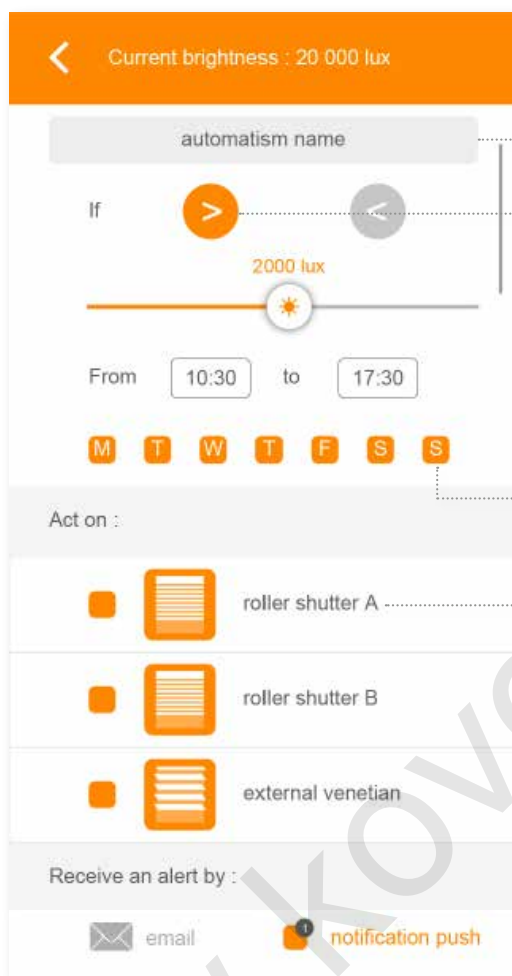 Current brightness : 20 000 lux
automatism name
If > <
2000 lux
From 10:30 to 17:30
M T W T F S S
Act on :
roller shutter A
roller shutter B
external venetian
Receive an alert by :
email 1 notification push